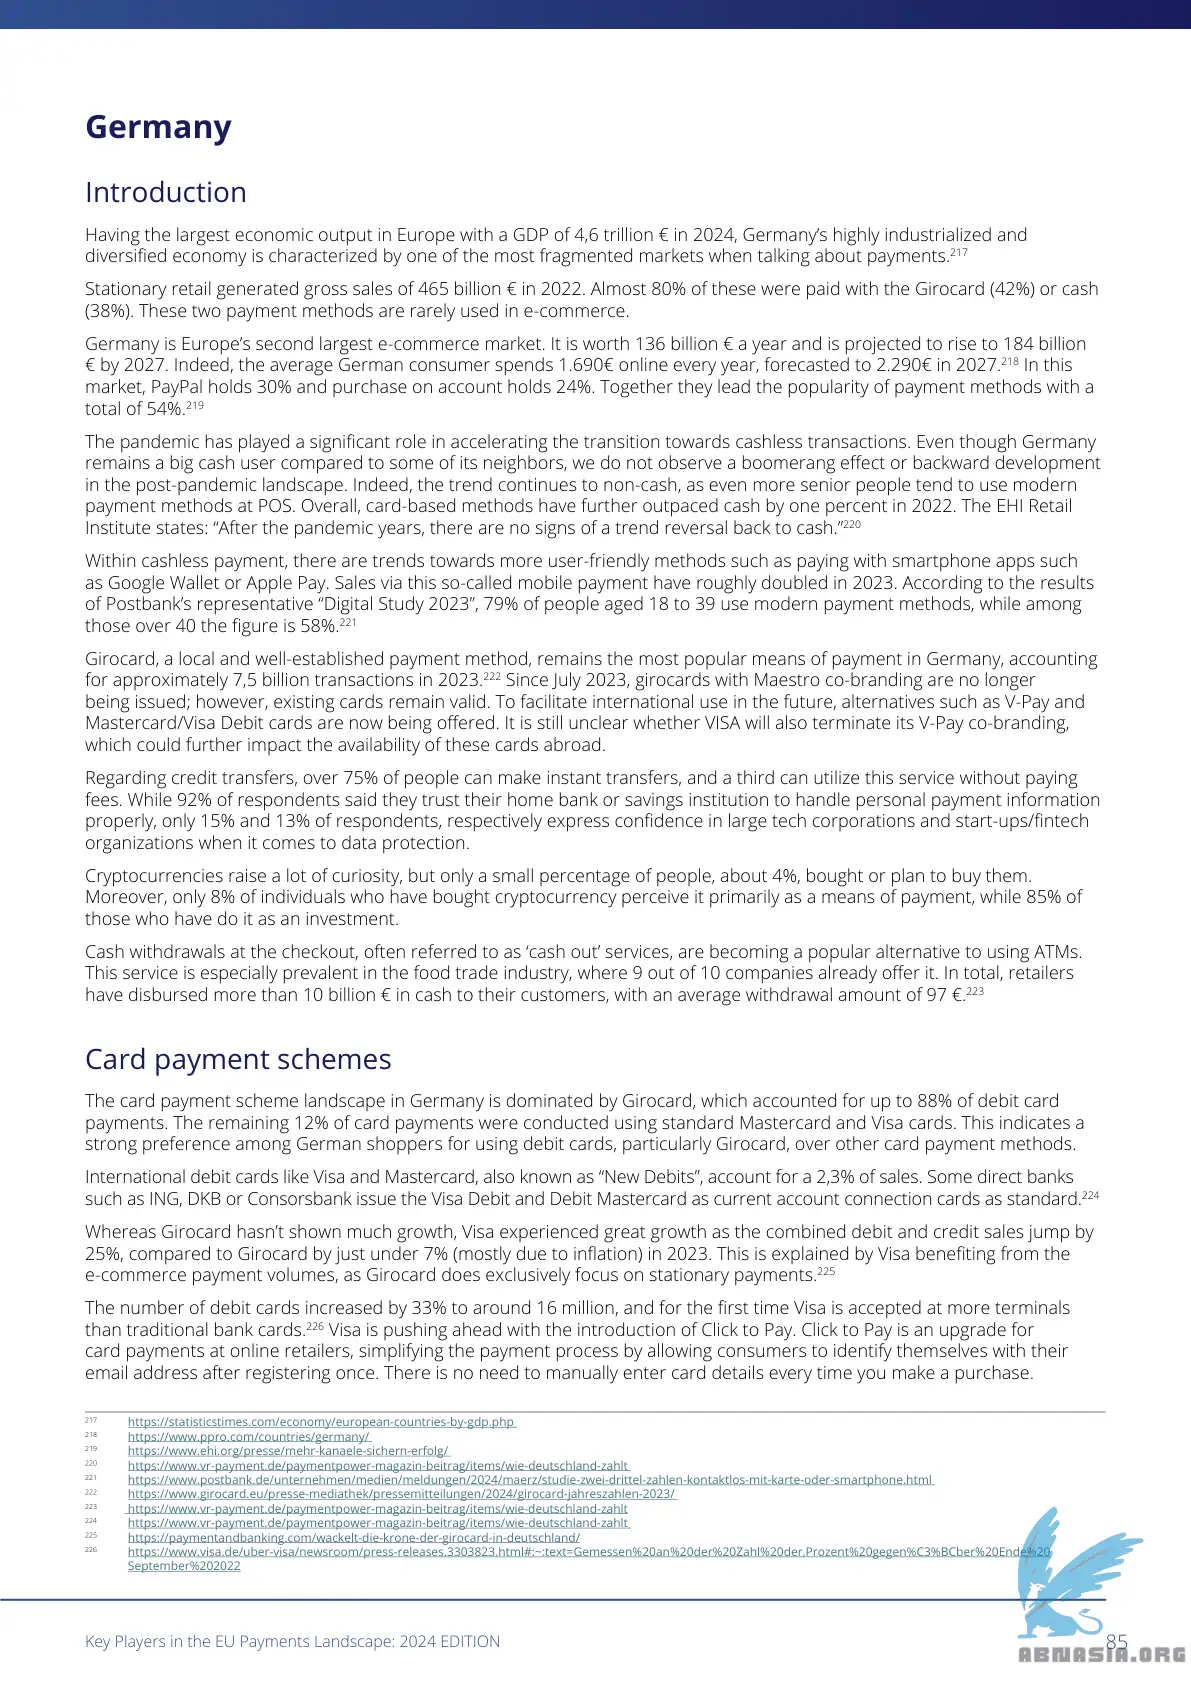 Germany
Introduction
Having the largest economic output in Europe with a GDP of 4,6 trillion € in 2024, Germany’s highly industrialized and
diversified economy is characterized by one of the most fragmented markets when talking about payments.217
Stationary retail generated gross sales of 465 billion € in 2022. Almost 80% of these were paid with the Girocard (42%) or cash
(38%). These two payment methods are rarely used in e-commerce.
Germany is Europe’s second largest e-commerce market. It is worth 136 billion € a year and is projected to rise to 184 billion
€ by 2027. Indeed, the average German consumer spends 1.690€ online every year, forecasted to 2.290€ in 2027.218 In this
market, PayPal holds 30% and purchase on account holds 24%. Together they lead the popularity of payment methods with a
total of 54%.219
The pandemic has played a significant role in accelerating the transition towards cashless transactions. Even though Germany
remains a big cash user compared to some of its neighbors, we do not observe a boomerang effect or backward development
in the post-pandemic landscape. Indeed, the trend continues to non-cash, as even more senior people tend to use modern
payment methods at POS. Overall, card-based methods have further outpaced cash by one percent in 2022. The EHI Retail
Institute states: “After the pandemic years, there are no signs of a trend reversal back to cash.”220
Within cashless payment, there are trends towards more user-friendly methods such as paying with smartphone apps such
as Google Wallet or Apple Pay. Sales via this so-called mobile payment have roughly doubled in 2023. According to the results
of Postbank’s representative “Digital Study 2023”, 79% of people aged 18 to 39 use modern payment methods, while among
those over 40 the figure is 58%.221
Girocard, a local and well-established payment method, remains the most popular means of payment in Germany, accounting
for approximately 7,5 billion transactions in 2023.222 Since July 2023, girocards with Maestro co-branding are no longer
being issued; however, existing cards remain valid. To facilitate international use in the future, alternatives such as V-Pay and
Mastercard/Visa Debit cards are now being offered. It is still unclear whether VISA will also terminate its V-Pay co-branding,
which could further impact the availability of these cards abroad.
Regarding credit transfers, over 75% of people can make instant transfers, and a third can utilize this service without paying
fees. While 92% of respondents said they trust their home bank or savings institution to handle personal payment information
properly, only 15% and 13% of respondents, respectively express confidence in large tech corporations and start-ups/fintech
organizations when it comes to data protection.
Cryptocurrencies raise a lot of curiosity, but only a small percentage of people, about 4%, bought or plan to buy them.
Moreover, only 8% of individuals who have bought cryptocurrency perceive it primarily as a means of payment, while 85% of
those who have do it as an investment.
Cash withdrawals at the checkout, often referred to as ‘cash out’ services, are becoming a popular alternative to using ATMs.
This service is especially prevalent in the food trade industry, where 9 out of 10 companies already offer it. In total, retailers
have disbursed more than 10 billion € in cash to their customers, with an average withdrawal amount of 97 €.223
Card payment schemes
The card payment scheme landscape in Germany is dominated by Girocard, which accounted for up to 88% of debit card
payments. The remaining 12% of card payments were conducted using standard Mastercard and Visa cards. This indicates a
strong preference among German shoppers for using debit cards, particularly Girocard, over other card payment methods.
International debit cards like Visa and Mastercard, also known as “New Debits”, account for a 2,3% of sales. Some direct banks
such as ING, DKB or Consorsbank issue the Visa Debit and Debit Mastercard as current account connection cards as standard.224
Whereas Girocard hasn’t shown much growth, Visa experienced great growth as the combined debit and credit sales jump by
25%, compared to Girocard by just under 7% (mostly due to inflation) in 2023. This is explained by Visa benefiting from the
e-commerce payment volumes, as Girocard does exclusively focus on stationary payments.225
The number of debit cards increased by 33% to around 16 million, and for the first time Visa is accepted at more terminals
than traditional bank cards.226 Visa is pushing ahead with the introduction of Click to Pay. Click to Pay is an upgrade for
card payments at online retailers, simplifying the payment process by allowing consumers to identify themselves with their
email address after registering once. There is no need to manually enter card details every time you make a purchase.
217 https://statisticstimes.com/economy/european-countries-by-gdp.php
218 https://www.ppro.com/countries/germany/
219 https://www.ehi.org/presse/mehr-kanaele-sichern-erfolg/
220 https://www.vr-payment.de/paymentpower-magazin-beitrag/items/wie-deutschland-zahlt
221 https://www.postbank.de/unternehmen/medien/meldungen/2024/maerz/studie-zwei-drittel-zahlen-kontaktlos-mit-karte-oder-smartphone.html
222 https://www.girocard.eu/presse-mediathek/pressemitteilungen/2024/girocard-jahreszahlen-2023/
223 https://www.vr-payment.de/paymentpower-magazin-beitrag/items/wie-deutschland-zahlt
224 https://www.vr-payment.de/paymentpower-magazin-beitrag/items/wie-deutschland-zahlt
225 https://paymentandbanking.com/wackelt-die-krone-der-girocard-in-deutschland/
226 https://www.visa.de/uber-visa/newsroom/press-releases.3303823.html#:~:text=Gemessen%20an%20der%20Zahl%20der,Prozent%20gegen%C3%BCber%20Ende%20
September%202022
Key Players in the EU Payments Landscape: 2024 EDITION
85
ABNASIA.ORG